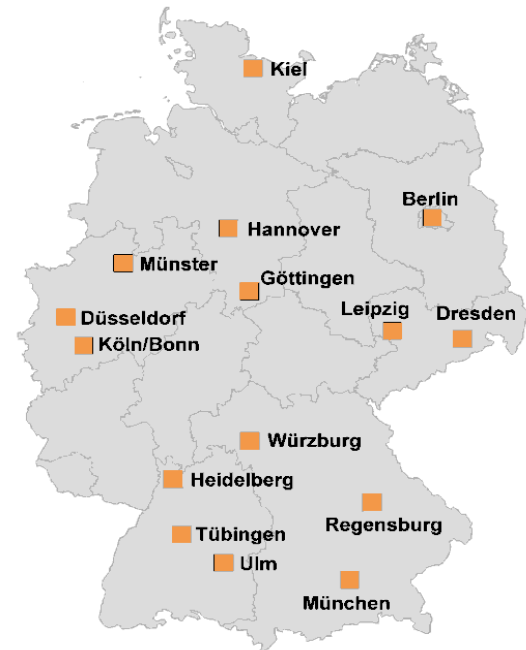 Kiel
Berlin
Hannover
Münster
Göttingen
Leipzig
Dresden
Düsseldorf
Köln/Bonn
Würzburg
Heidelberg
Regensburg
Tübingen
Ulm
München